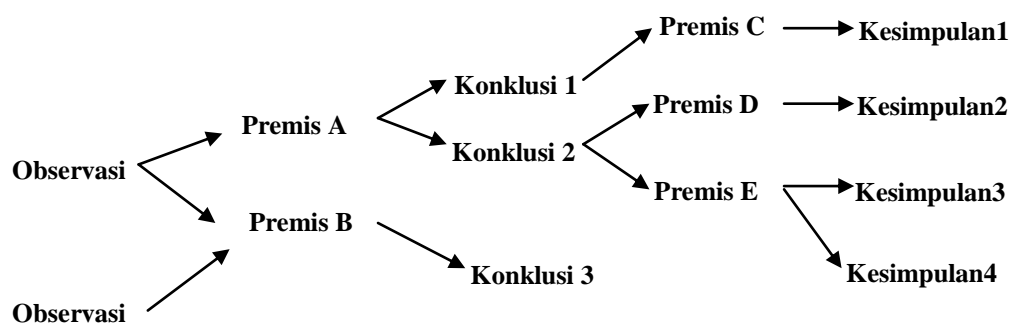 Observasi
Observasi
Premis A
Premis B
Konklusi 1
Konklusi 2
Konklusi 3
Premis C
Premis D
Premis E
Kesimpulan1
Kesimpulan2
Kesimpulan3
Kesimpulan4